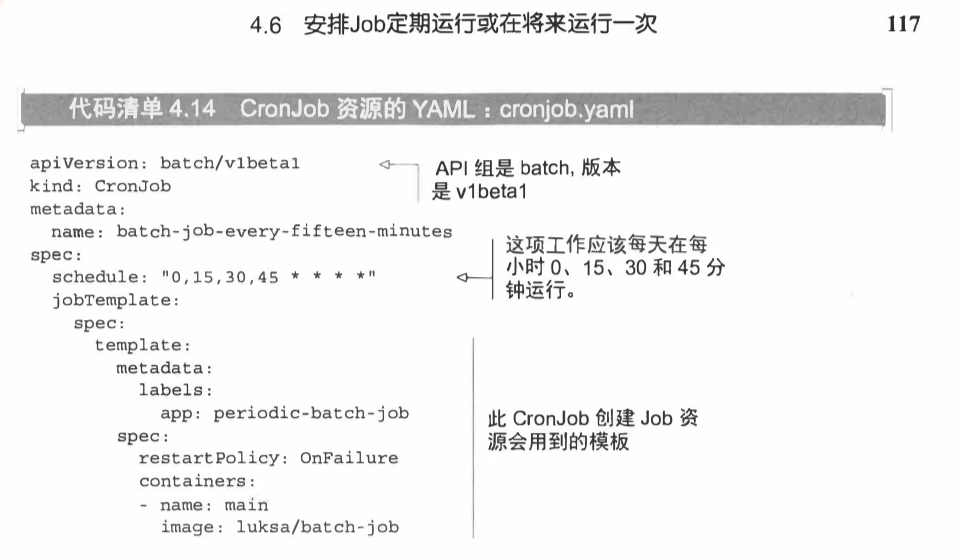 4.6 安排Job定期运行或在将来运行一次 117
代码清单 4.14 CronJob 资源的 YAML：cronjob.yaml
apiVersion: batch/v1beta1
API 组是 batch, 版本
是 v1beta1
kind: CronJob
metadata:
  name: batch-job-every-fifteen-minutes
spec:
  schedule: "0,15,30,45 * * * *"
这项工作应该每天在每
小时 0、15、30 和 45 分
钟运行。
  jobTemplate:
    spec:
      template:
        metadata:
          labels:
            app: periodic-batch-job
        spec:
          restartPolicy: OnFailure
          containers:
          - name: main
            image: luksa/batch-job
此 CronJob 创建 Job 资
源会用到的模板